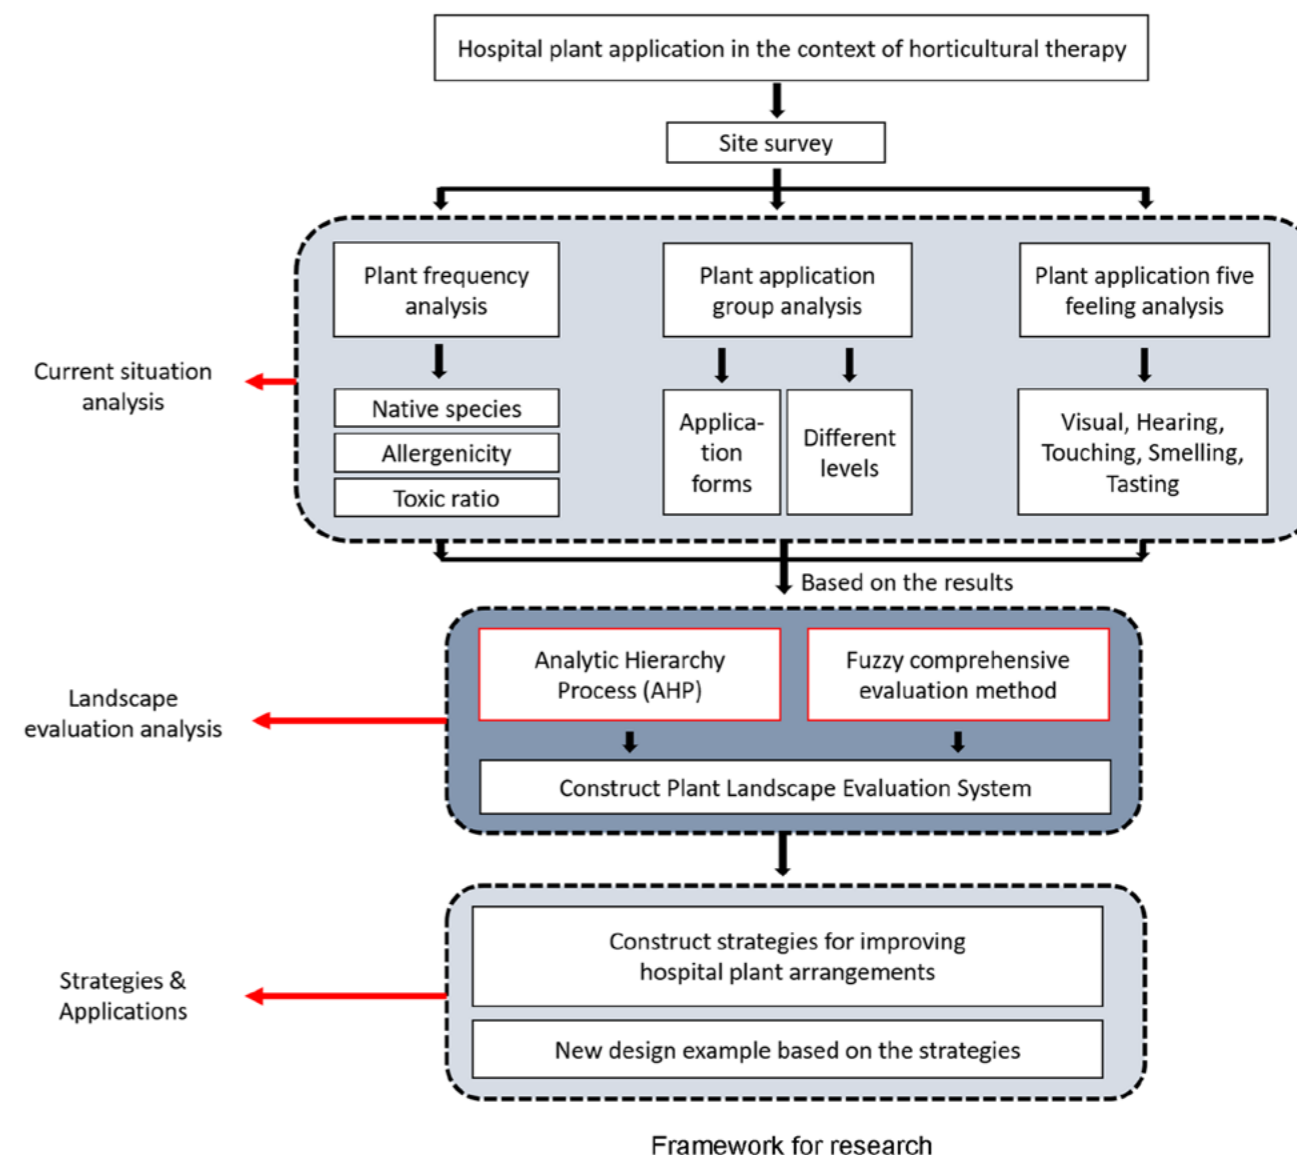 Hospital plant application in the context of horticultural therapy
Site survey
Plant frequency
analysis
Plant application
group analysis
Plant application five
feeling analysis
Current situation
analysis
Native species
Allergenicity
Toxic ratio
Applica-
tion
forms
Different
levels
Visual, Hearing,
Touching, Smelling,
Tasting
Based on the results
Landscape
evaluation analysis
Analytic Hierarchy
Process (AHP)
Fuzzy comprehensive
evaluation method
Construct Plant Landscape Evaluation System
Strategies &
Applications
Construct strategies for improving
hospital plant arrangements
New design example based on the strategies
Framework for research